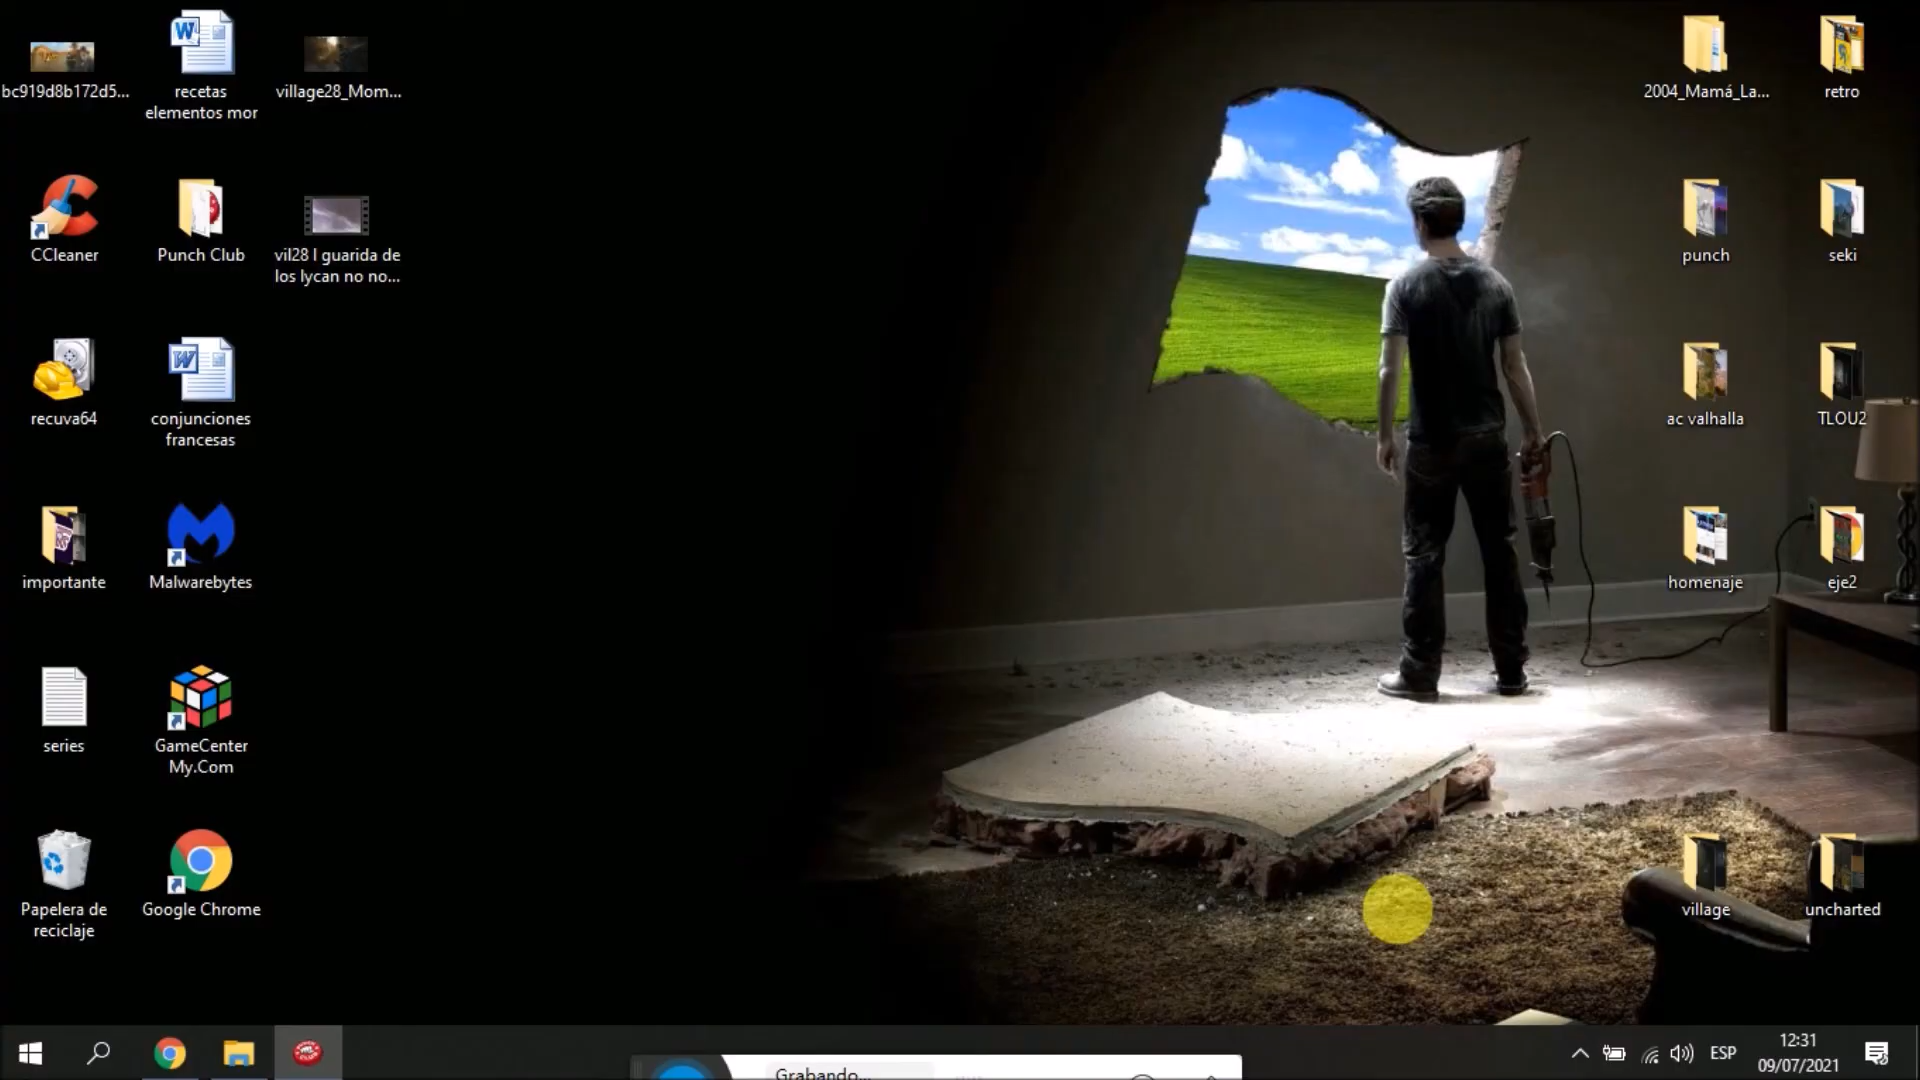 bc919d8b172d5...
recetas
elementos mor
village28_Mom...
2004_Mamá_La...
retro
CCleaner
Punch Club
vil28 l guarida de
los lycan no no...
punch
seki
recuva64
conjunciones
francesas
ac valhalla
TLOU2
importante
Malwarebytes
homenaje
eje2
series
GameCenter
My.Com
Papelera de
reciclaje
Google Chrome
village
uncharted
Grabando...
ESP
12:31
09/07/2021